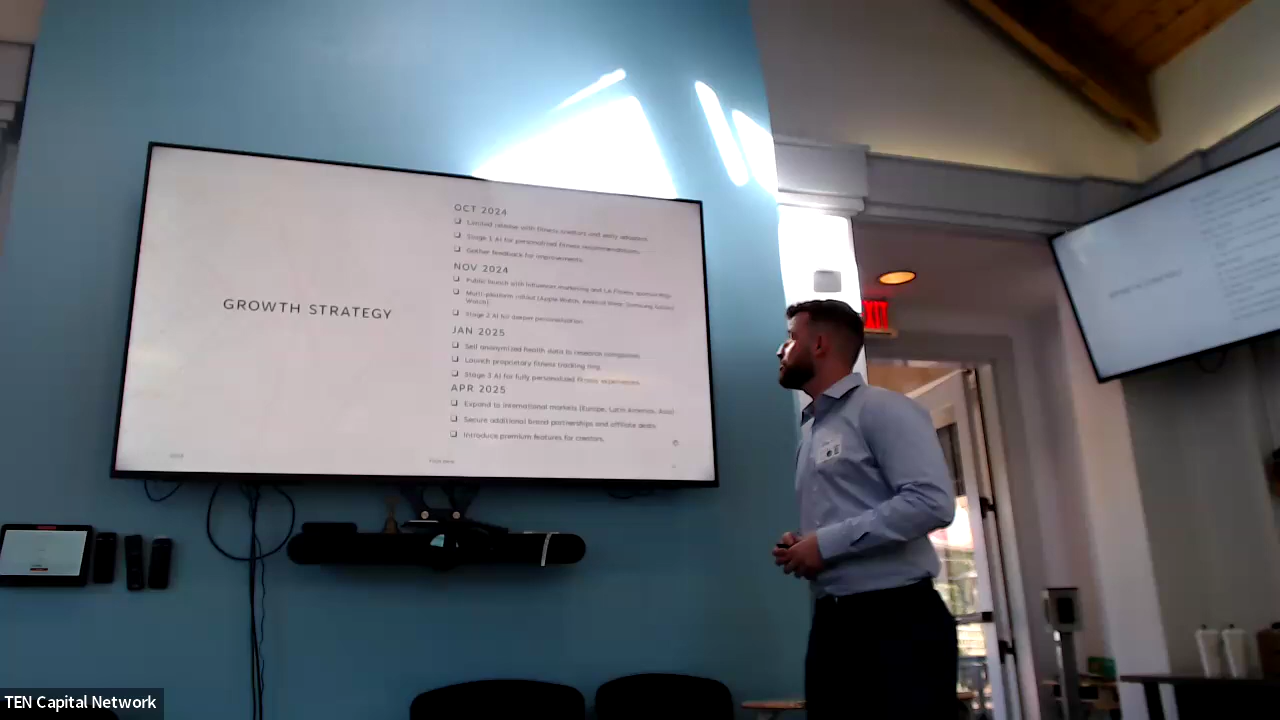 GROWTH STRATEGY
OCT 2024
Limited release with fitness creators and early adopters.
Stage 1 AI for personalized fitness recommendations.
Gather feedback for improvements.
NOV 2024
Public launch with influencer marketing and LA Fitness sponsorship.
Multi-platform rollout (Apple Watch, Android Wear, Samsung Galaxy
Watch).
Stage 2 AI for deeper personalization.
JAN 2025
Sell anonymized health data to research companies.
Launch proprietary fitness tracking ring.
Stage 3 AI for fully personalized fitness experiences.
APR 2025
Expand to international markets (Europe, Latin America, Asia)
Secure additional brand partnerships and affiliate deals.
Introduce premium features for creators.
EXIT
TEN Capital Network